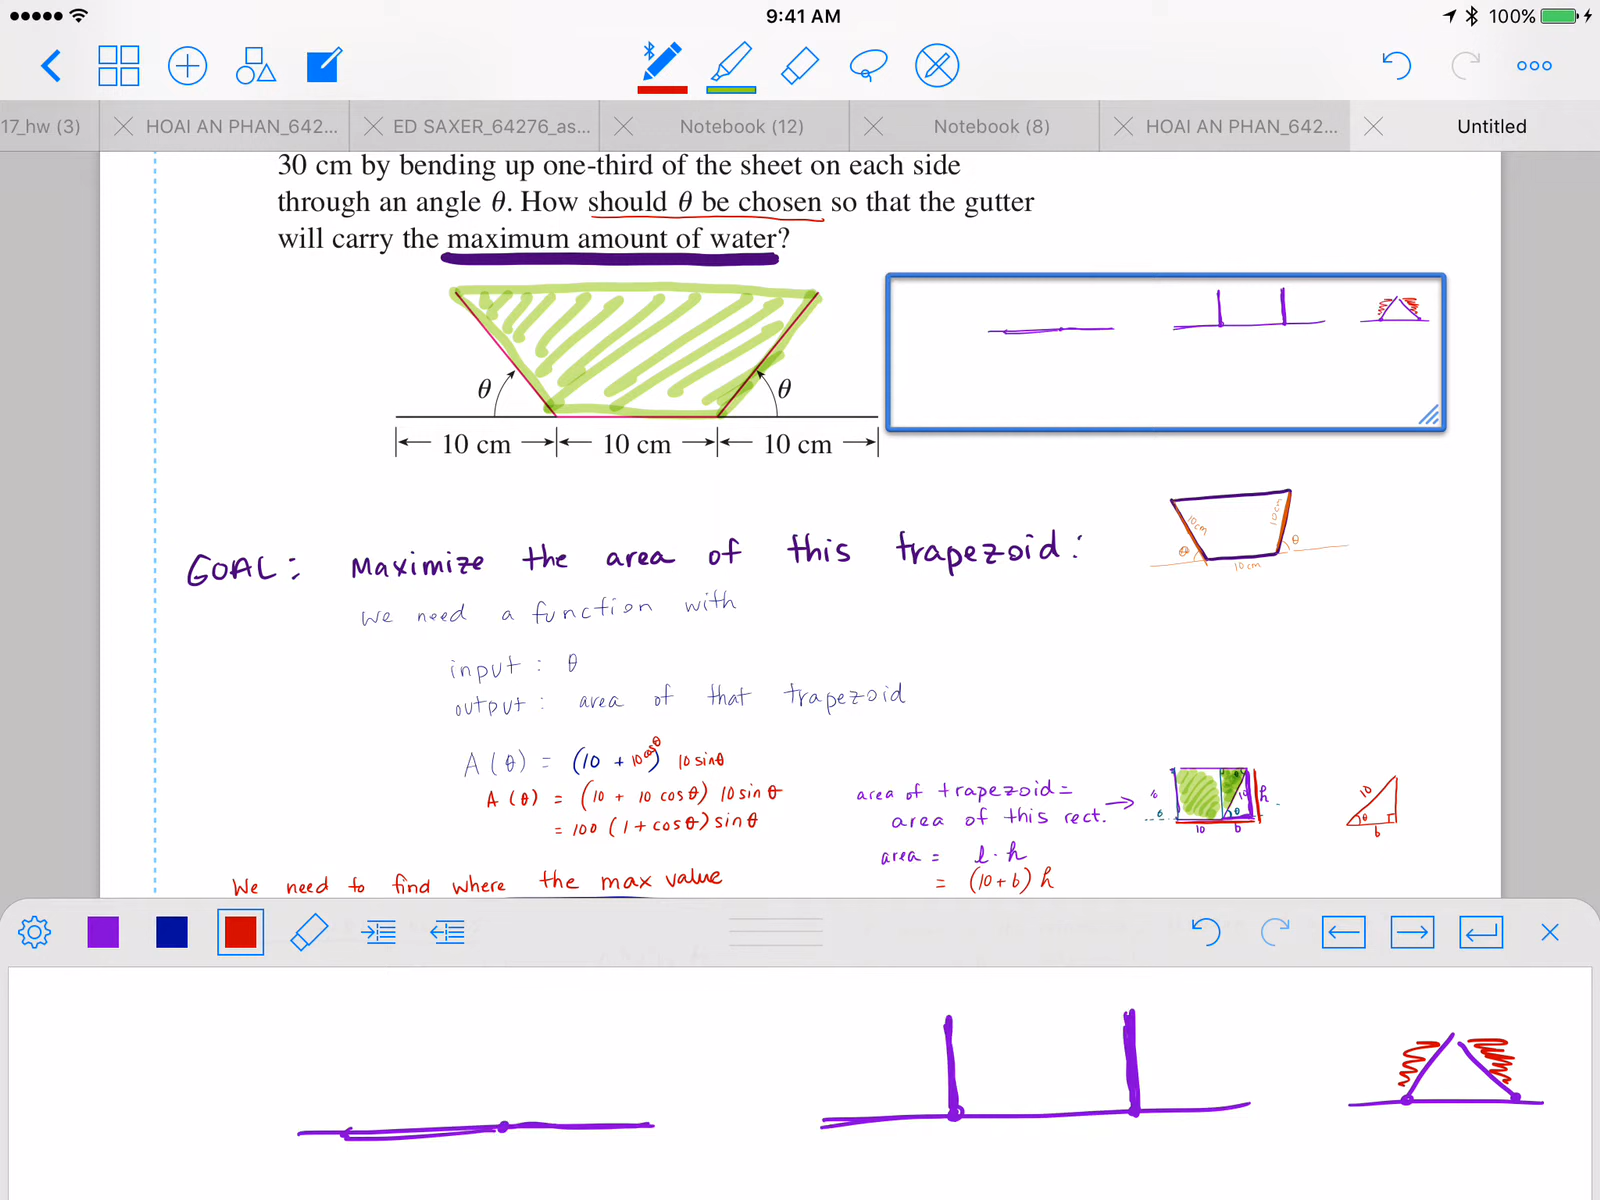 9:41 AM
100%
17_hw (3)
HOAI AN PHAN_642...
ED SAXER_64276_as...
Notebook (12)
Notebook (8)
HOAI AN PHAN_642...
Untitled
30 cm by bending up one-third of the sheet on each side
through an angle θ. How should θ be chosen so that the gutter
will carry the maximum amount of water?
θ θ
10 cm 10 cm 10 cm
10cm 10cm
θ θ
10 cm
GOAL: Maximize the area of this trapezoid:
We need a function with
input: θ
output: area of that trapezoid
A(θ) = (10 + 10 cosθ) 10 sinθ
A(θ) = (10 + 10 cosθ) 10 sinθ
= 100 (1 + cosθ) sinθ
area of trapezoid =
area of this rect. →
area = l · h
= (10+b) h
10 θ h
10 b
10
θ
b
We need to find where the max value